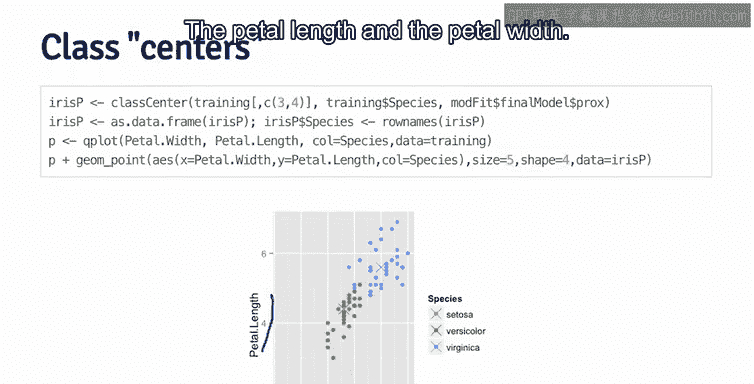 The petal length and the petal width.
Class "centers"
irisP <- classCenter(training[,c(3,4)], training$Species, modFit$finalModel$prox)
irisP <- as.data.frame(irisP); irisP$Species <- rownames(irisP)
p <- qplot(Petal.Width, Petal.Length, col=Species,data=training)
p + geom_point(aes(x=Petal.Width,y=Petal.Length,col=Species),size=5,shape=4,data=irisP)
6
4
Petal.Length
Species
setosa
versicolor
virginica